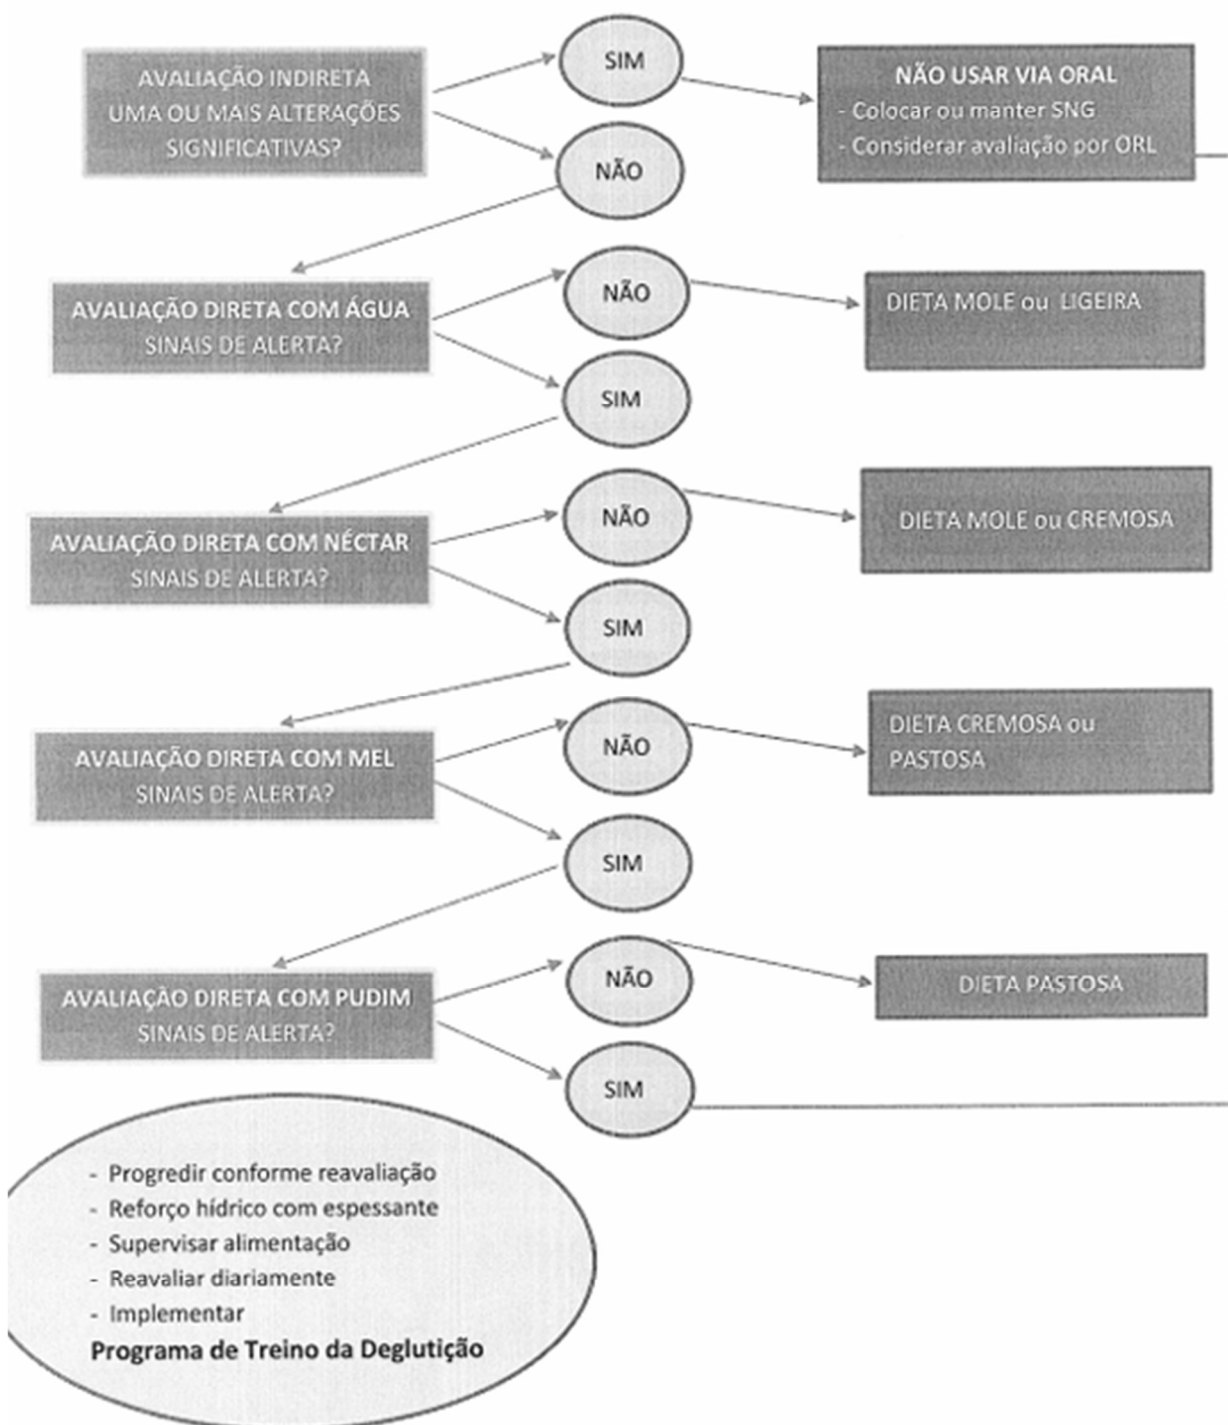 AVALIAÇÃO INDIRETA
UMA OU MAIS ALTERAÇÕES
SIGNIFICATIVAS?
SIM
NÃO
NÃO USAR VIA ORAL
- Colocar ou manter SNG
- Considerar avaliação por ORL
AVALIAÇÃO DIRETA COM ÁGUA
SINAIS DE ALERTA?
NÃO
SIM
DIETA MOLE ou LIGEIRA
AVALIAÇÃO DIRETA COM NÉCTAR
SINAIS DE ALERTA?
NÃO
SIM
DIETA MOLE ou CREMOSA
AVALIAÇÃO DIRETA COM MEL
SINAIS DE ALERTA?
NÃO
SIM
DIETA CREMOSA ou
PASTOSA
AVALIAÇÃO DIRETA COM PUDIM
SINAIS DE ALERTA?
NÃO
SIM
DIETA PASTOSA
- Progredir conforme reavaliação
- Reforço hídrico com espessante
- Supervisar alimentação
- Reavaliar diariamente
- Implementar
Programa de Treino da Deglutição